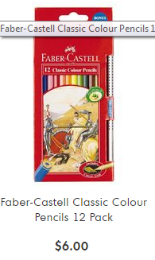 Faber-Castell Classic Colour Pencils 1
FABER-CASTELL
12 Classic Colour Pencils
Faber-Castell Classic Colour
Pencils 12 Pack
$6.00